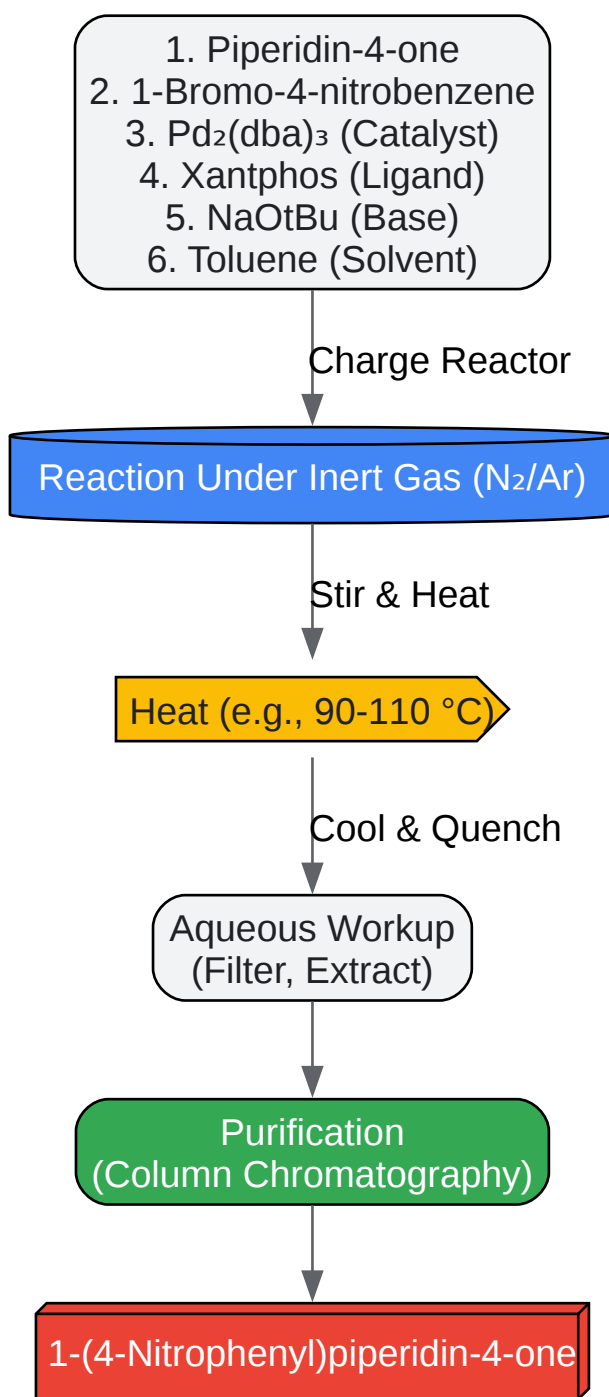 1. Piperidin-4-one
2. 1-Bromo-4-nitrobenzene
3. Pd₂(dba)₃ (Catalyst)
4. Xantphos (Ligand)
5. NaOtBu (Base)
6. Toluene (Solvent)
Charge Reactor
Reaction Under Inert Gas (N₂/Ar)
Stir & Heat
Heat (e.g., 90-110 °C)
Cool & Quench
Aqueous Workup
(Filter, Extract)
Purification
(Column Chromatography)
1-(4-Nitrophenyl)piperidin-4-one